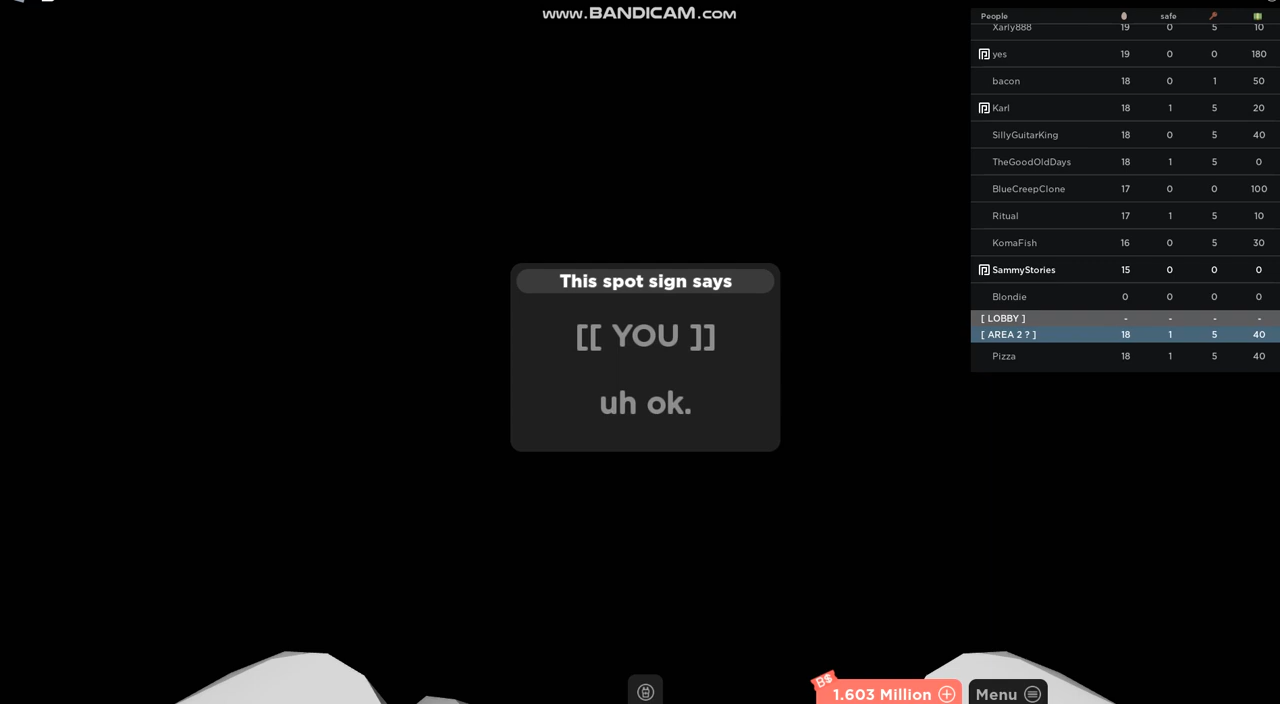 www.BANDICAM.com
People safe
Xarly888 19 0 5 10
yes 19 0 0 180
bacon 18 0 1 50
Karl 18 1 5 20
SillyGuitarKing 18 0 5 40
TheGoodOldDays 18 1 5 0
BlueCreepClone 17 0 0 100
Ritual 17 1 5 10
KomaFish 16 0 5 30
SammyStories 15 0 0 0
Blondie 0 0 0 0
[ LOBBY ] - - - -
[ AREA 2 ? ] 18 1 5 40
Pizza 18 1 5 40
This spot sign says
[[ YOU ]]
uh ok.
B$
1.603 Million
Menu